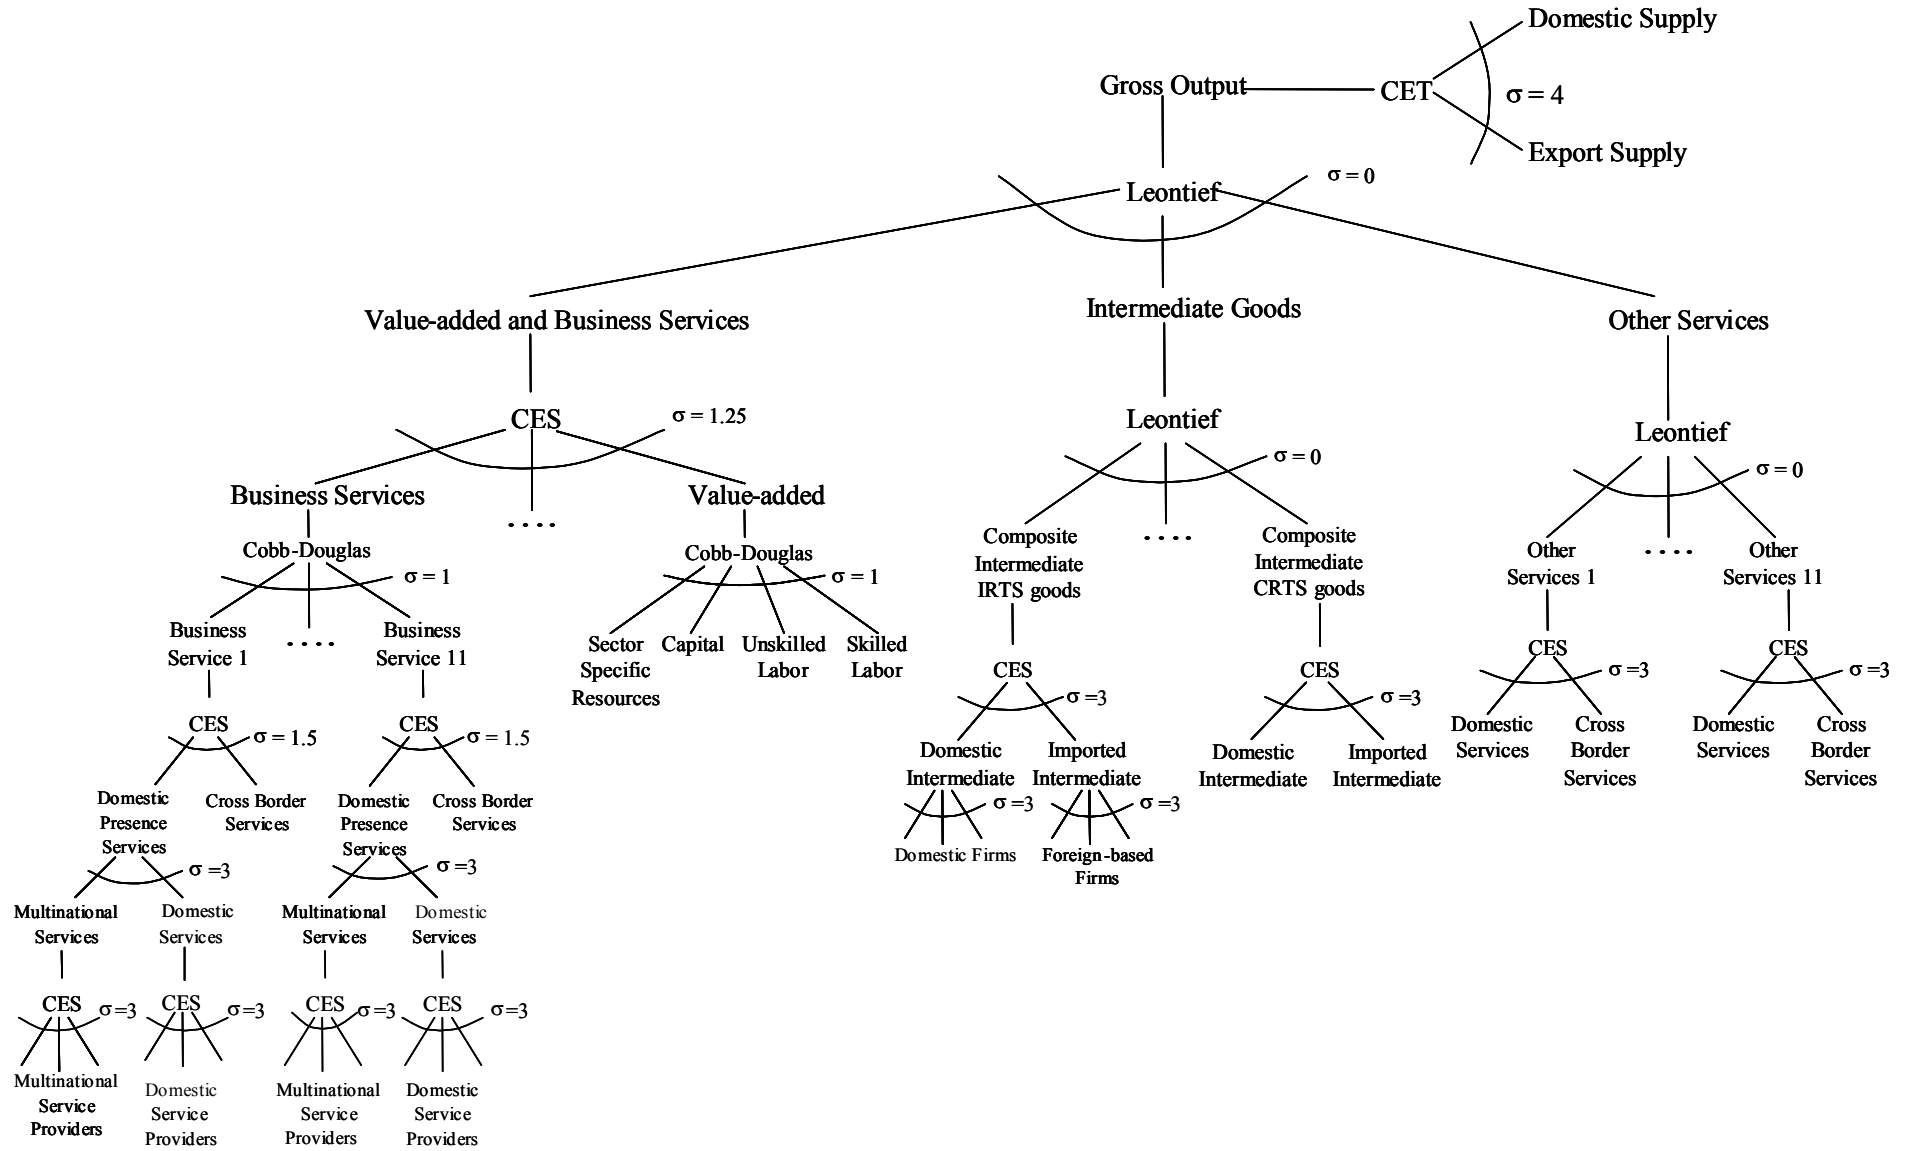 Domestic Supply
Gross Output
CET
σ = 4
Export Supply
Leontief
σ = 0
Value-added and Business Services
Intermediate Goods
Other Services
CES
σ = 1.25
Leontief
σ = 0
Leontief
σ = 0
Business Services
....
Value-added
Cobb-Douglas
σ = 1
Cobb-Douglas
σ = 1
Business
Service 1
....
Business
Service 11
Sector
Specific
Resources
Capital
Unskilled
Labor
Skilled
Labor
Composite
Intermediate
IRTS goods
....
Composite
Intermediate
CRTS goods
Other
Services 1
....
Other
Services 11
CES
σ = 1.5
CES
σ = 1.5
CES
σ =3
CES
σ =3
CES
σ =3
CES
σ =3
Domestic
Presence
Services
Cross Border
Services
Domestic
Presence
Services
Cross Border
Services
Domestic
Intermediate
Imported
Intermediate
Domestic
Intermediate
Imported
Intermediate
Domestic
Services
Cross
Border
Services
Domestic
Services
Cross
Border
Services
σ =3
σ =3
Domestic Firms
Foreign-based
Firms
σ =3
σ =3
Multinational
Services
Domestic
Services
Multinational
Services
Domestic
Services
CES
σ =3
CES
σ =3
CES
σ =3
CES
σ =3
Multinational
Service
Providers
Domestic
Service
Providers
Multinational
Service
Providers
Domestic
Service
Providers